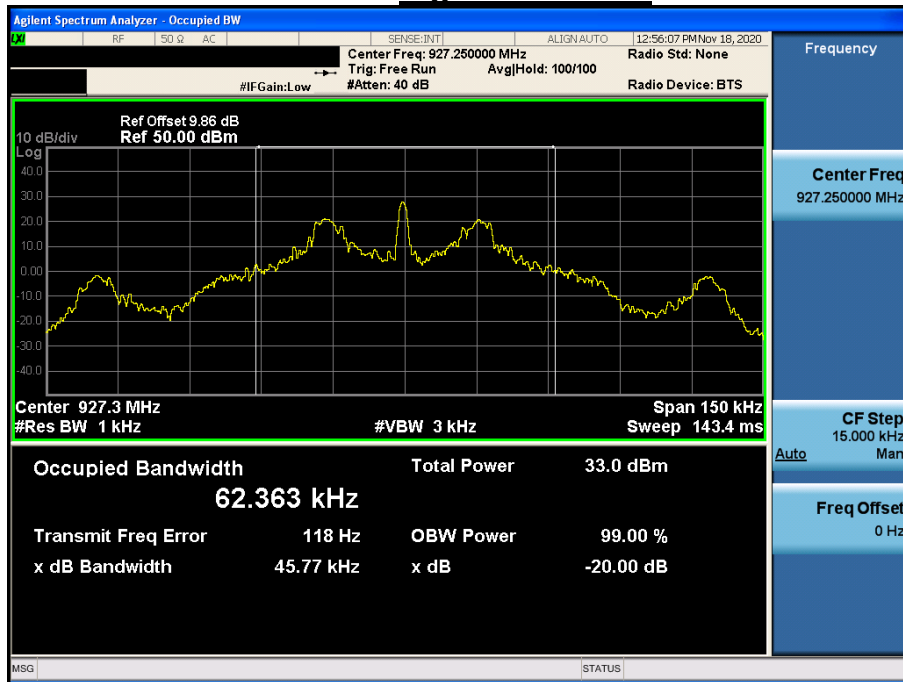 Agilent Spectrum Analyzer - Occupied BW
LXI RF 50 Ω AC SENSE:INT ALIGN AUTO 12:56:07 PM Nov 18, 2020
Center Freq: 927.250000 MHz Radio Std: None
Trig: Free Run Avg|Hold: 100/100
#IFGain:Low #Atten: 40 dB Radio Device: BTS
Ref Offset 9.86 dB
10 dB/div Ref 50.00 dBm
Log
40.0
30.0
20.0
10.0
0.00
-10.0
-20.0
-30.0
-40.0
Center 927.3 MHz Span 150 kHz
#Res BW 1 kHz #VBW 3 kHz Sweep 143.4 ms
Occupied Bandwidth Total Power 33.0 dBm
62.363 kHz
Transmit Freq Error 118 Hz OBW Power 99.00 %
x dB Bandwidth 45.77 kHz x dB -20.00 dB
MSG STATUS
Frequency
Center Freq
927.250000 MHz
CF Step
15.000 kHz
Auto Man
Freq Offset
0 Hz